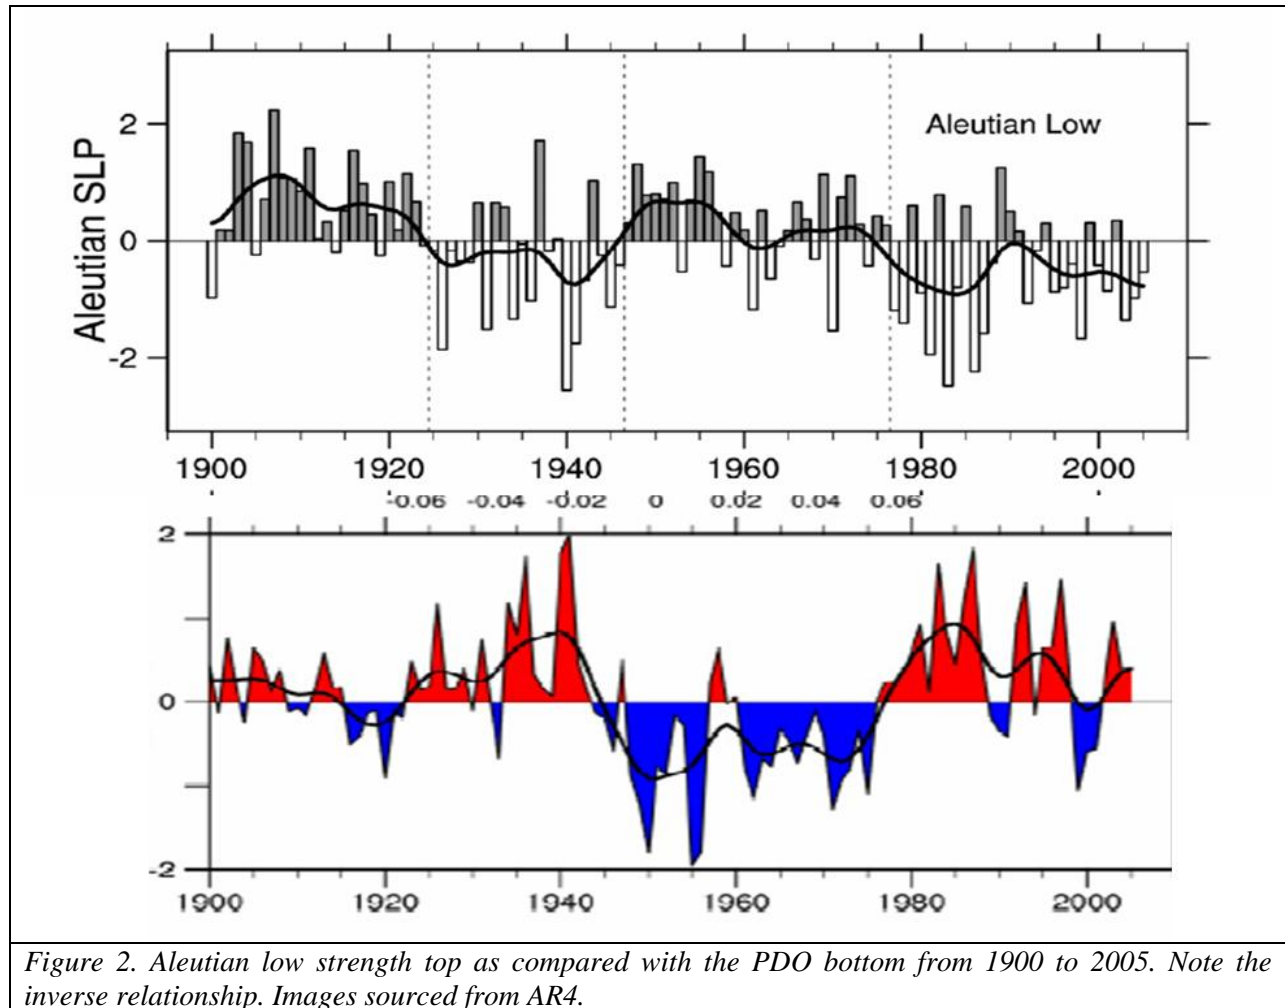 Aleutian SLP
Aleutian Low
2
0
-2
1900 1920 1940 1960 1980 2000
-0.06 -0.04 -0.02 0 0.02 0.04 0.06
2
0
-2
1900 1920 1940 1960 1980 2000
Figure 2. Aleutian low strength top as compared with the PDO bottom from 1900 to 2005. Note the
inverse relationship. Images sourced from AR4.